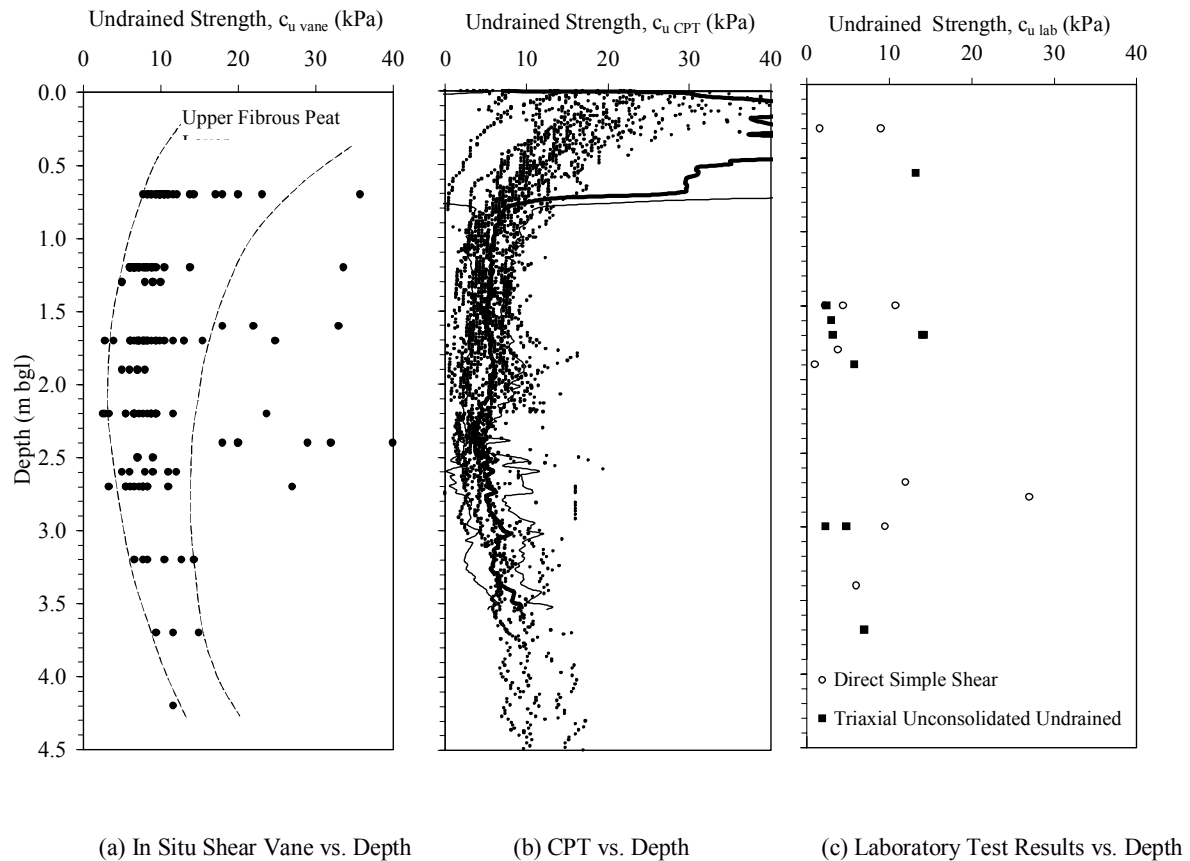 Undrained Strength, cu vane (kPa)
0 10 20 30 40
Undrained Strength, cu CPT (kPa)
0 10 20 30 40
Undrained Strength, cu lab (kPa)
0 10 20 30 40
Depth (m bgl)
0.0
0.5
1.0
1.5
2.0
2.5
3.0
3.5
4.0
4.5
Upper Fibrous Peat
Direct Simple Shear
Triaxial Unconsolidated Undrained
(a) In Situ Shear Vane vs. Depth
(b) CPT vs. Depth
(c) Laboratory Test Results vs. Depth